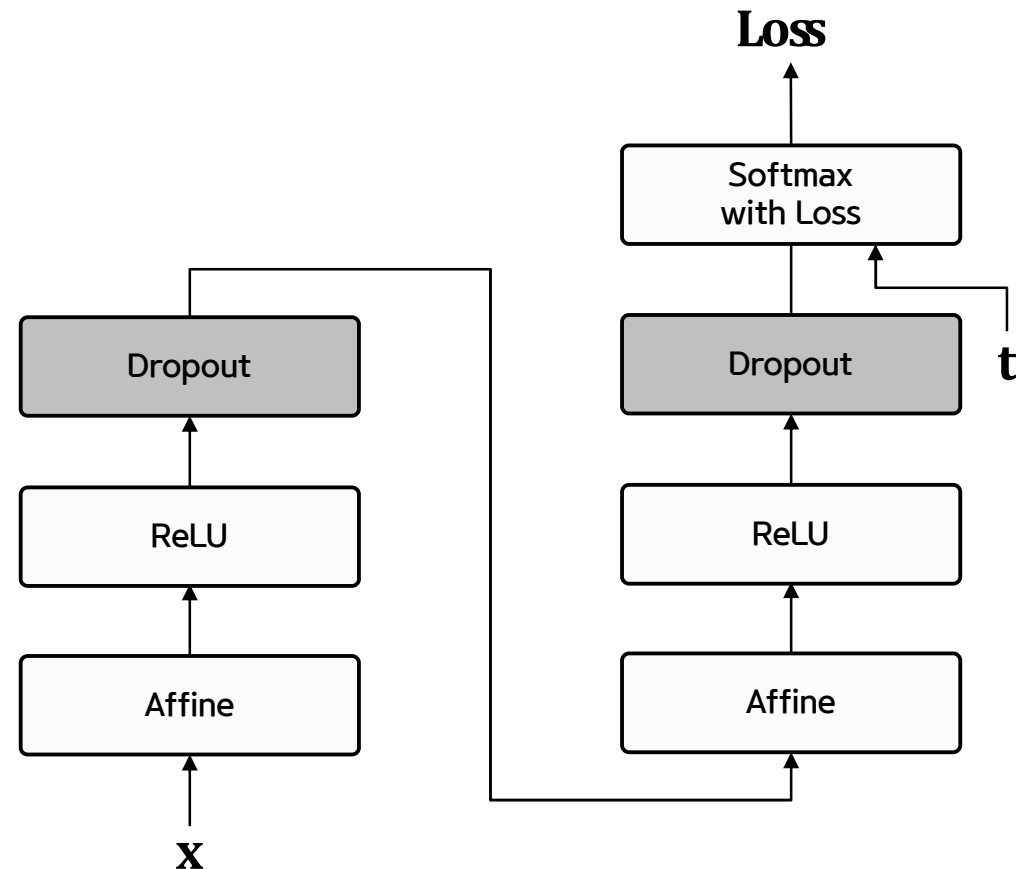 Loss
Softmax
with Loss
t
Dropout
ReLU
Affine
x
Dropout
ReLU
Affine